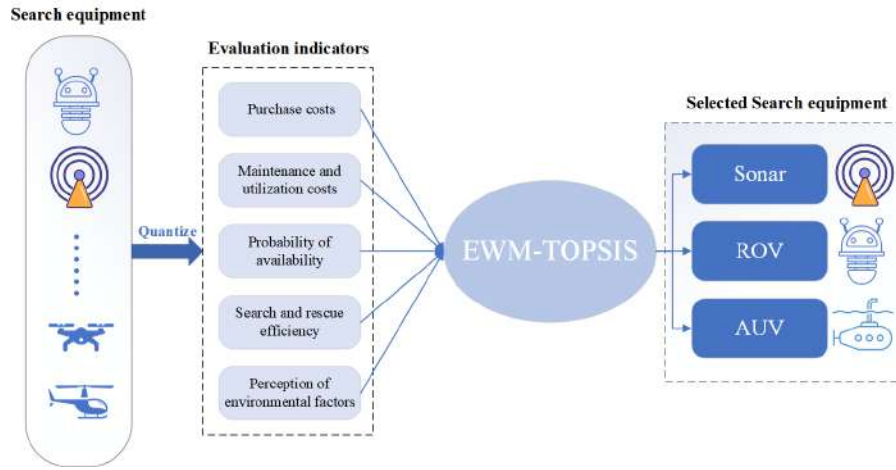 Search equipment
Quantize
Evaluation indicators
Purchase costs
Maintenance and
utilization costs
Probability of
availability
Search and rescue
efficiency
Perception of
environmental factors
EWM-TOPSIS
Selected Search equipment
Sonar
ROV
AUV